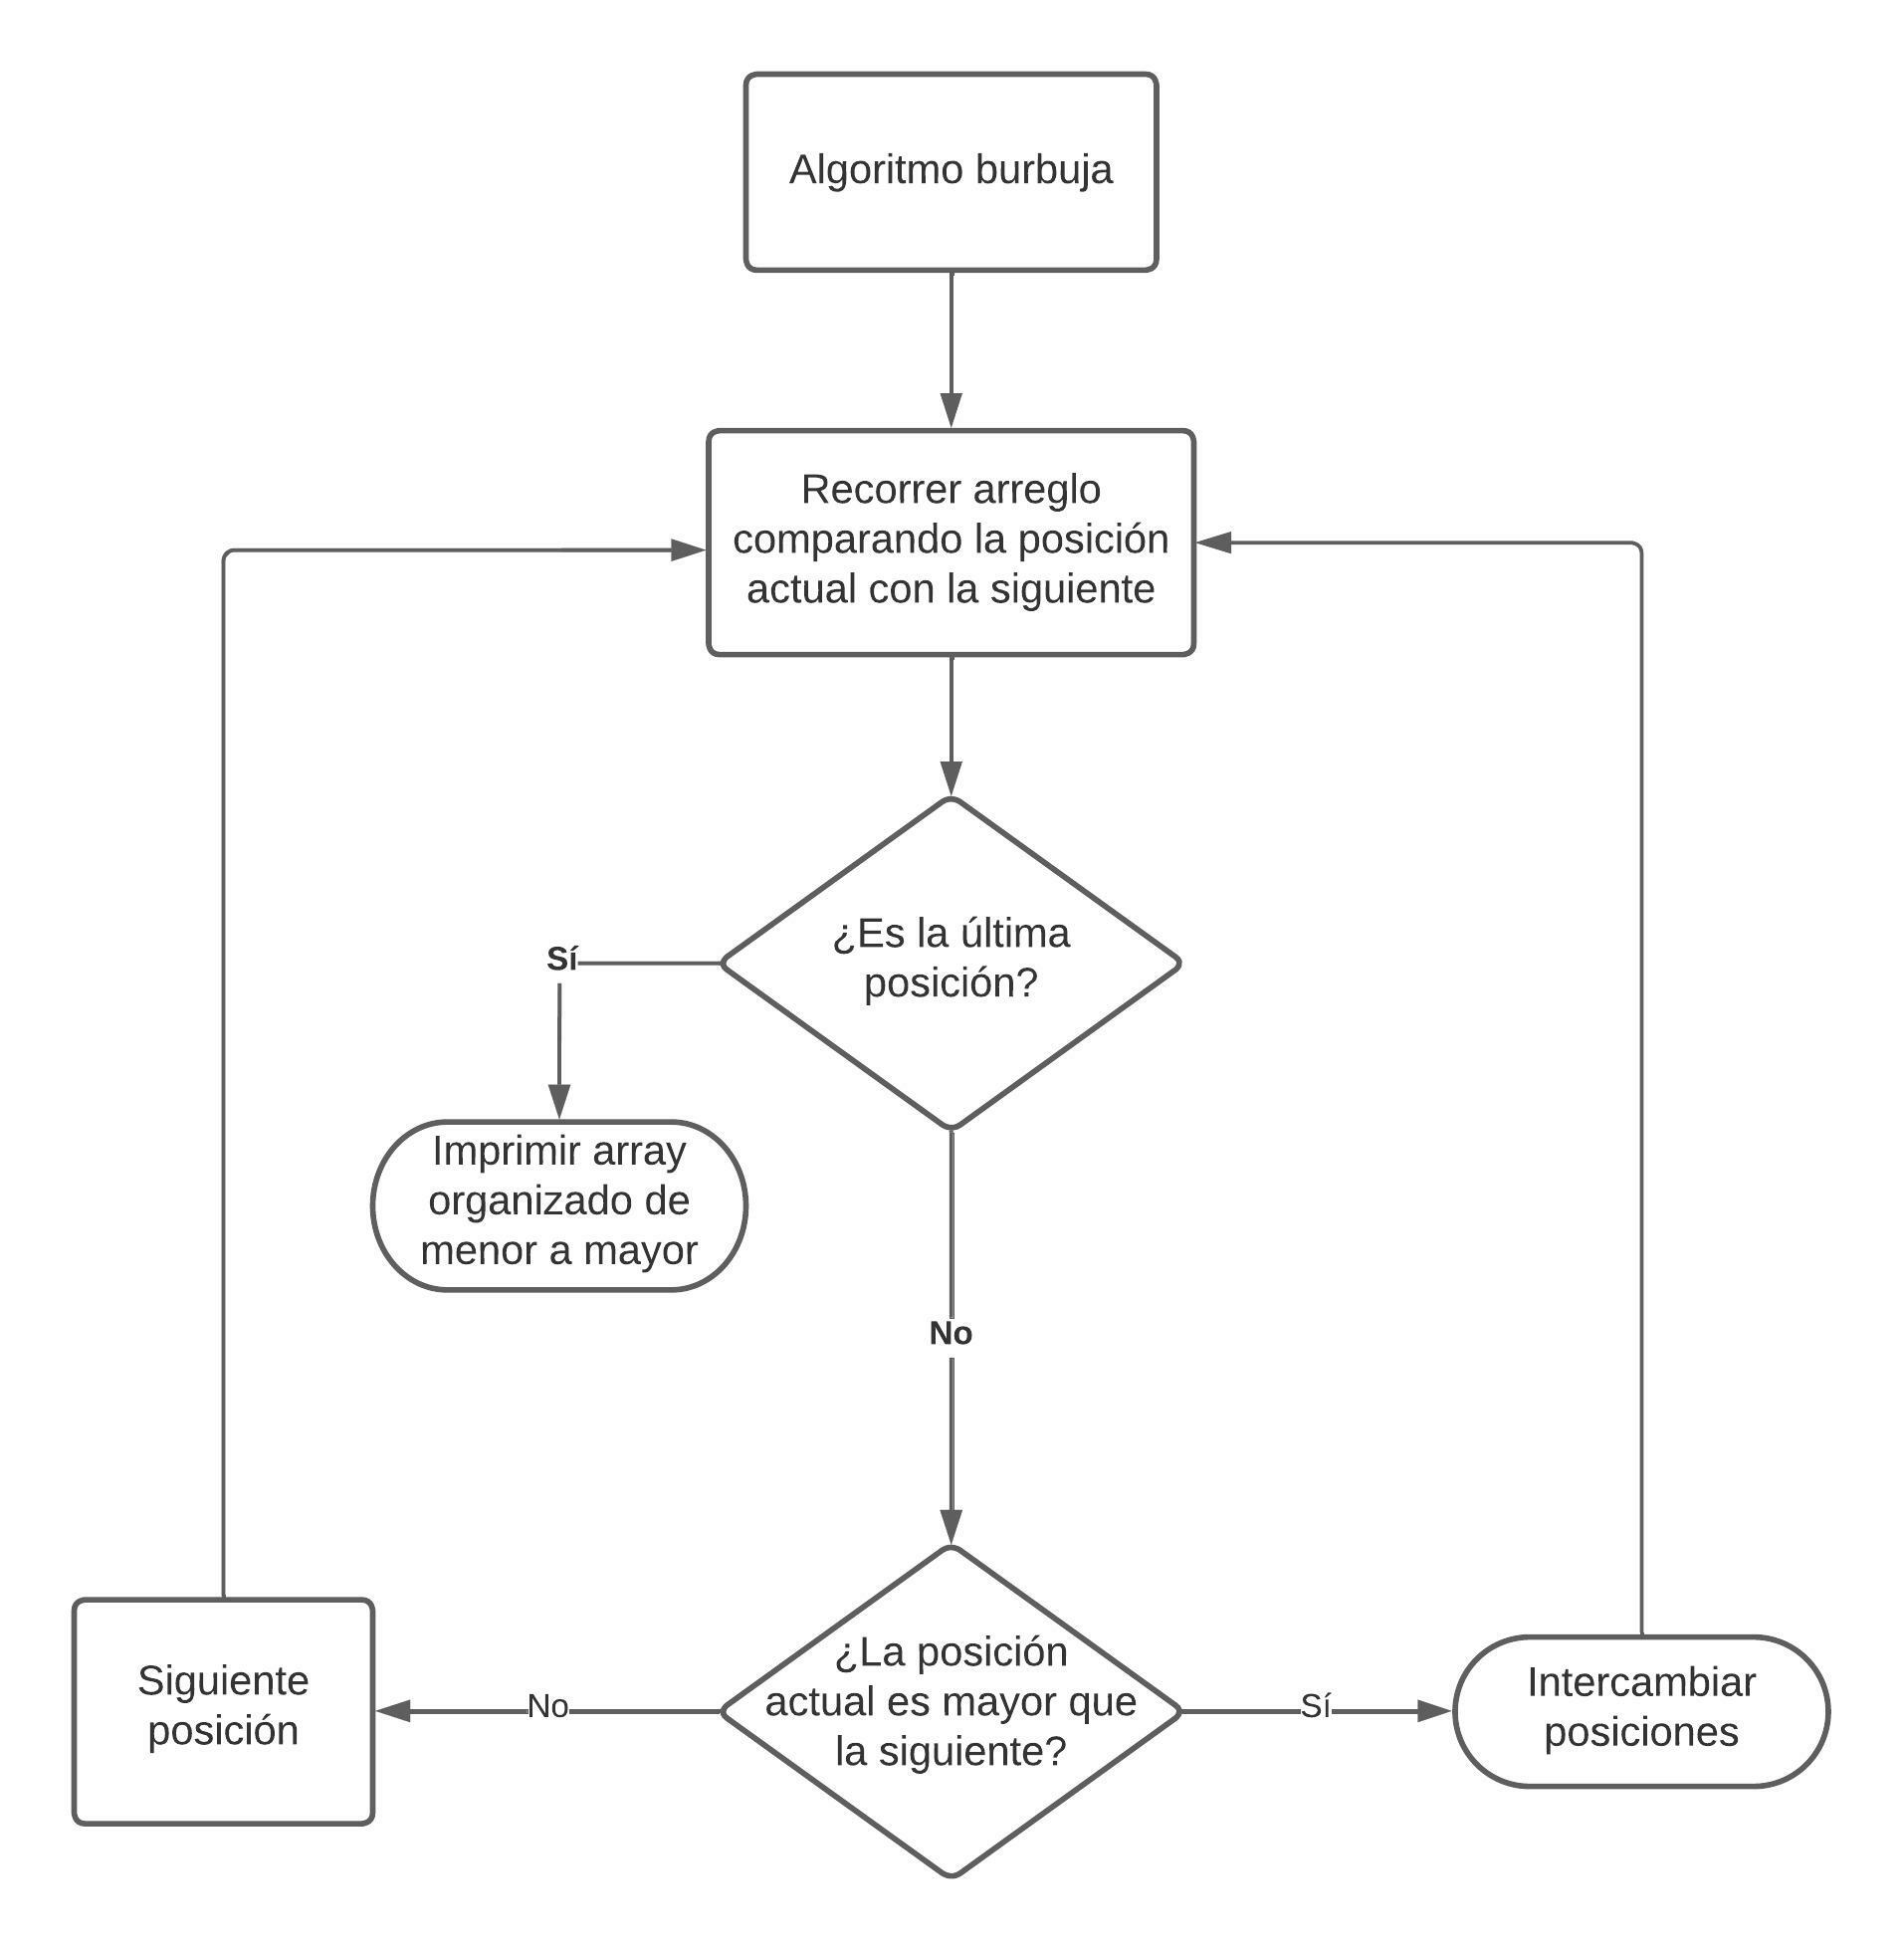 Algoritmo burbuja
Recorrer arreglo
comparando la posición
actual con la siguiente
¿Es la última
posición?
Sí
Imprimir array
organizado de
menor a mayor
No
¿La posición
actual es mayor que
la siguiente?
No
Siguiente
posición
Sí
Intercambiar
posiciones